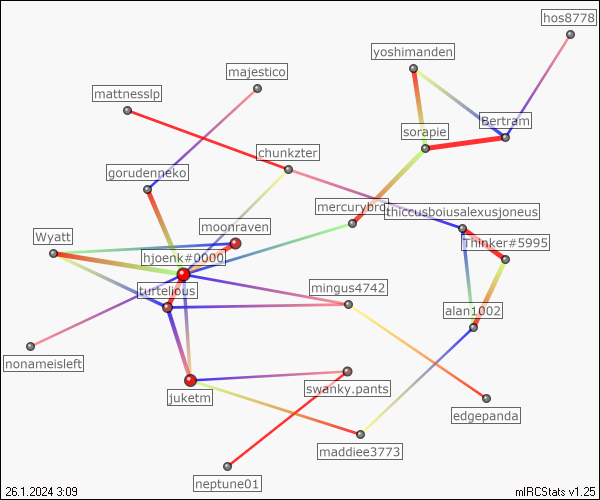 hos8778
yoshimanden
majestico
mattnesslp
Bertram
sorapie
chunkzter
gorudenneko
mercurybro
thiccusboiusalexusjoneus
moonraven
Wyatt
Thinker#5995
hjoenk#0000
turtelious
mingus4742
alan1002
nonameisleft
swanky.pants
juketm
edgepanda
maddiee3773
neptune01
26.1.2024 3:09
mIRCStats v1.25